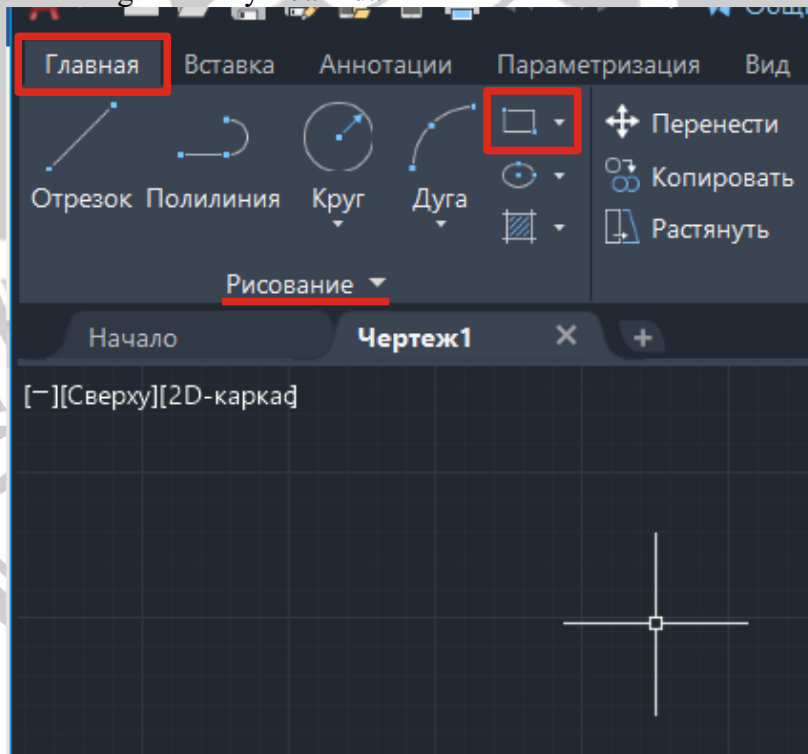 Главная Вставка Аннотации Параметризация Вид
Перенести
Копировать
Отрезок Полилиния Круг Дуга
Растянуть
Рисование
Начало Чертеж1
[−][Сверху][2D-каркас]